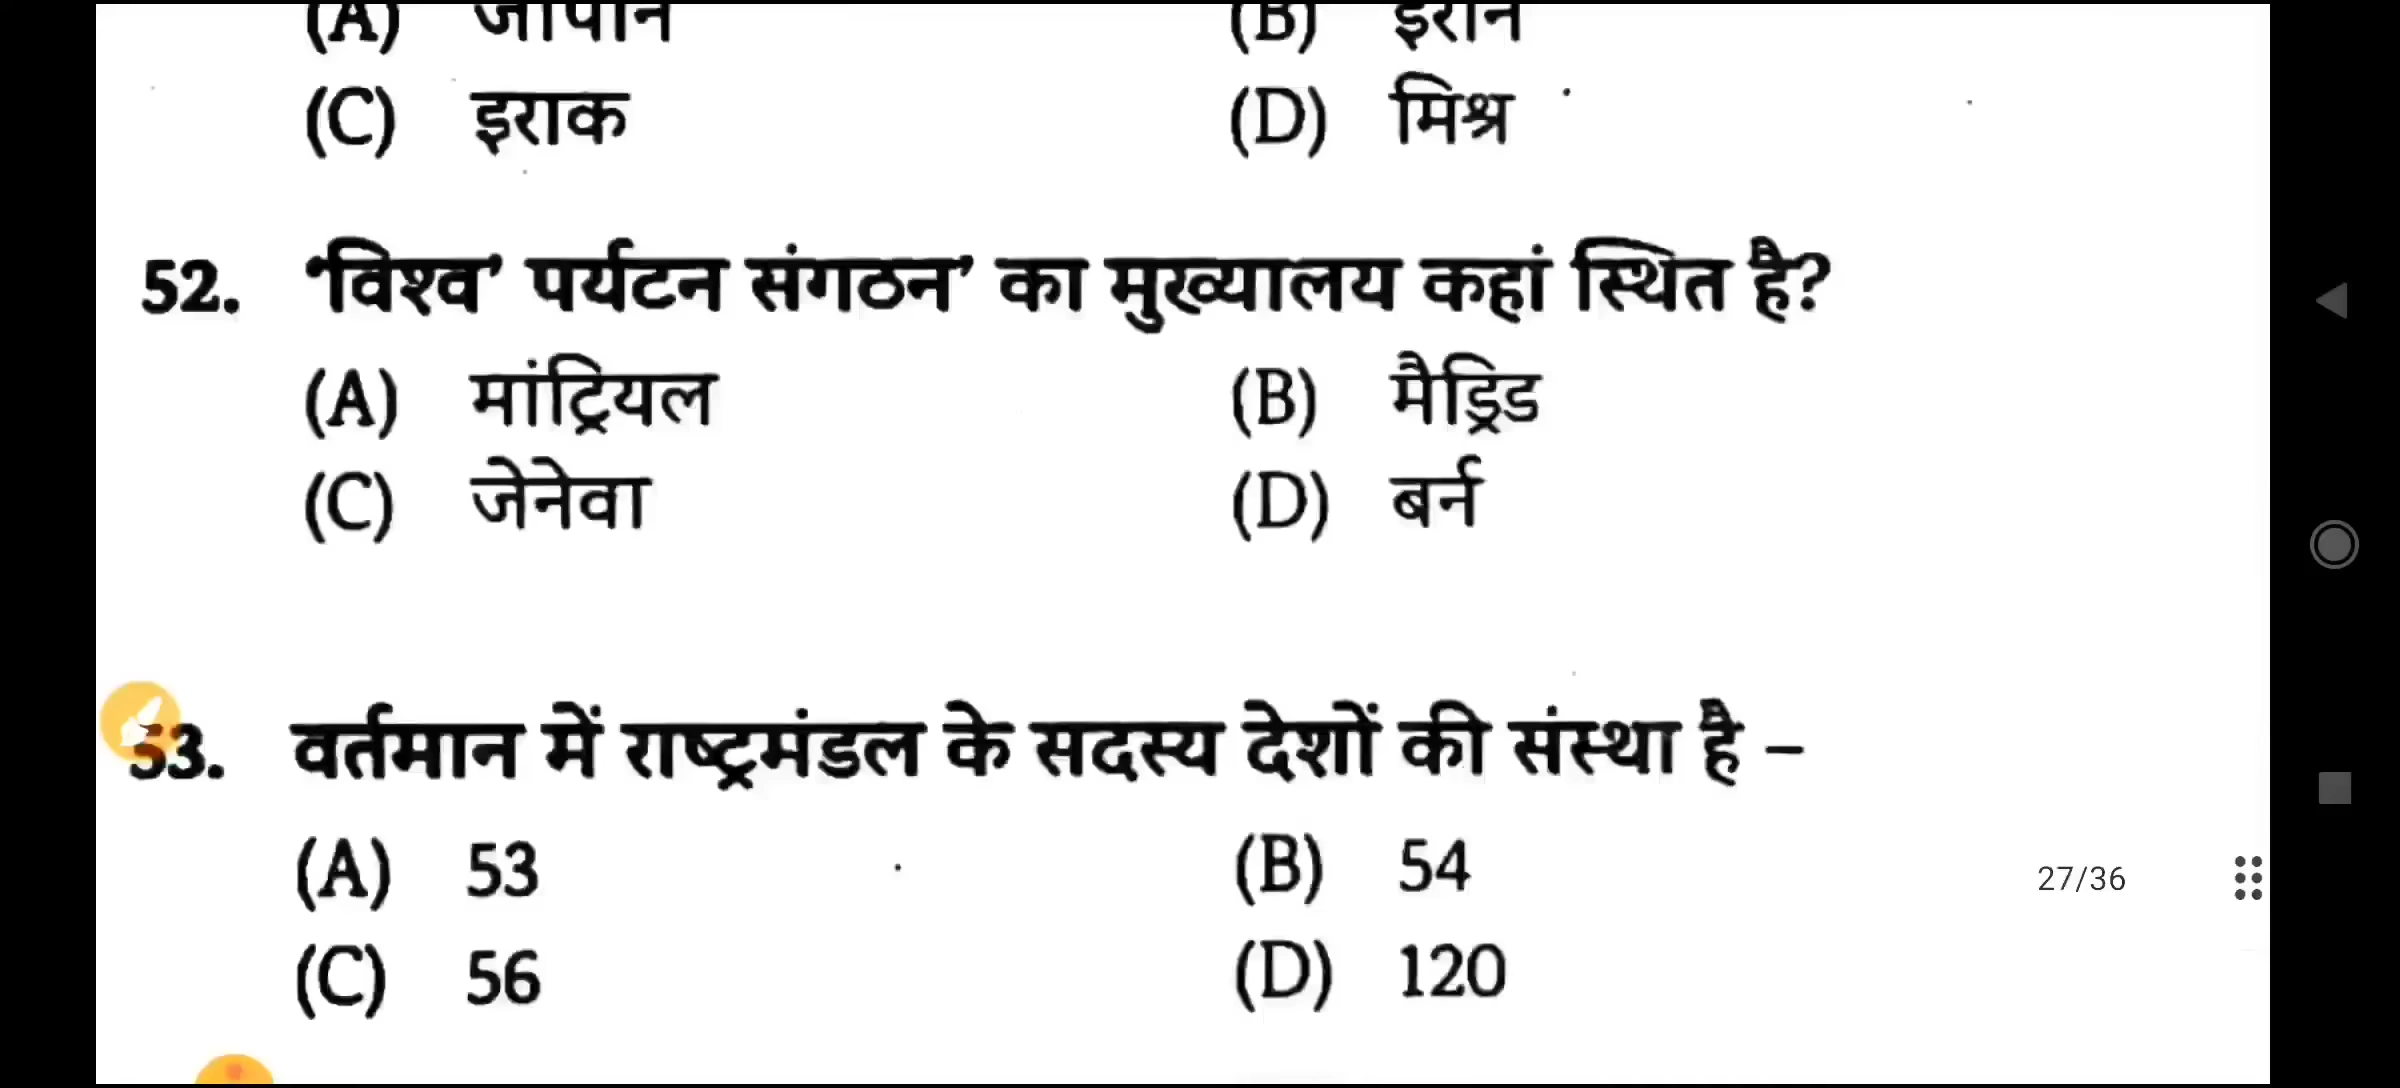 (A) जापान (B) इरान
(C) इराक (D) मिश्र
52. ‘विश्व’ पर्यटन संगठन’ का मुख्यालय कहां स्थित है?
(A) मांट्रियल (B) मैड्रिड
(C) जेनेवा (D) बर्न
53. वर्तमान में राष्ट्रमंडल के सदस्य देशों की संस्था है –
(A) 53 (B) 54
27/36
(C) 56 (D) 120